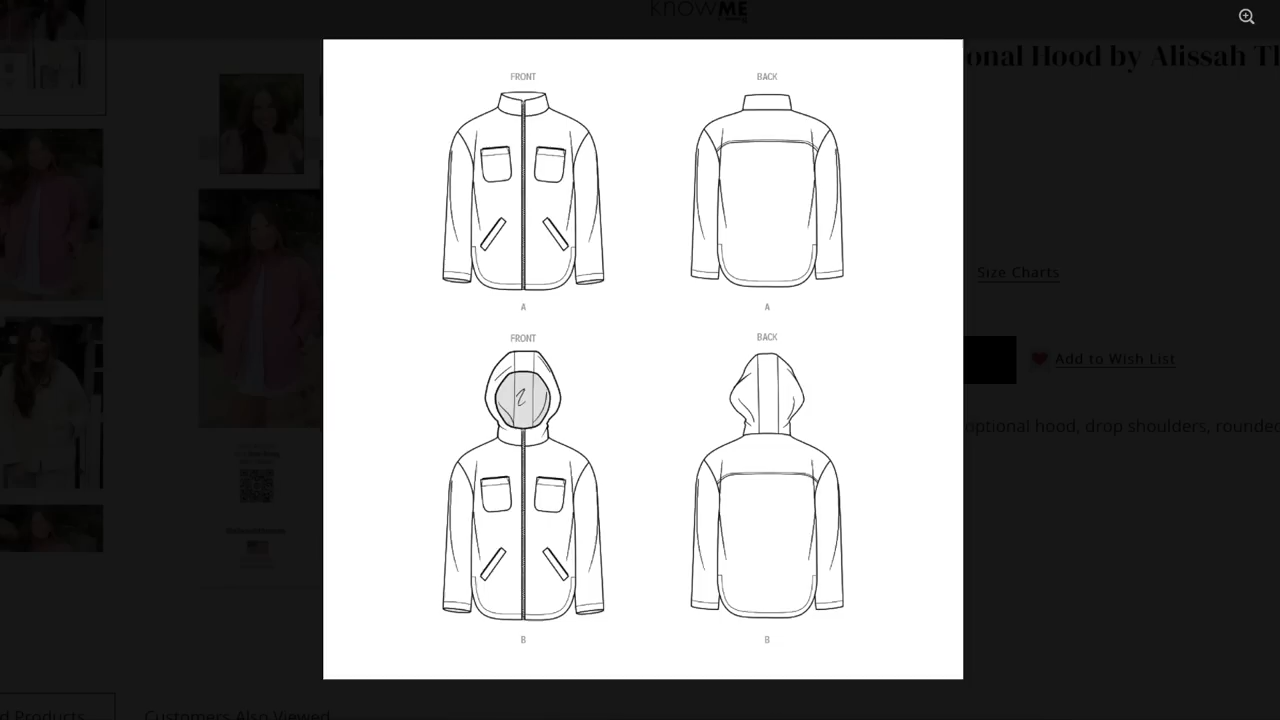 knowME
onal Hood by Alissah T
FRONT
BACK
A
A
Size Charts
FRONT
BACK
Add to Wish List
optional hood, drop shoulders, rounded
B
B
d Products
Customers Also Viewed